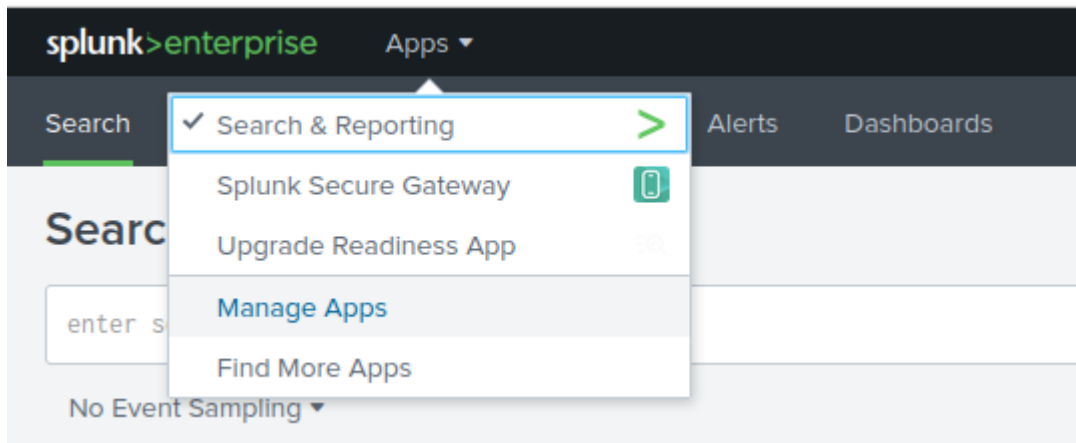 splunk>enterprise Apps
Search Search & Reporting Alerts Dashboards
Splunk Secure Gateway
Searc
Upgrade Readiness App
Manage Apps
enter s
Find More Apps
No Event Sampling